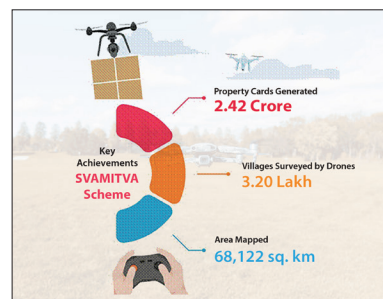 Property Cards Generated
2.42 Crore
Key
Achievements
SVAMITVA
Scheme
Villages Surveyed by Drones
3.20 Lakh
Area Mapped
68,122 sq. km